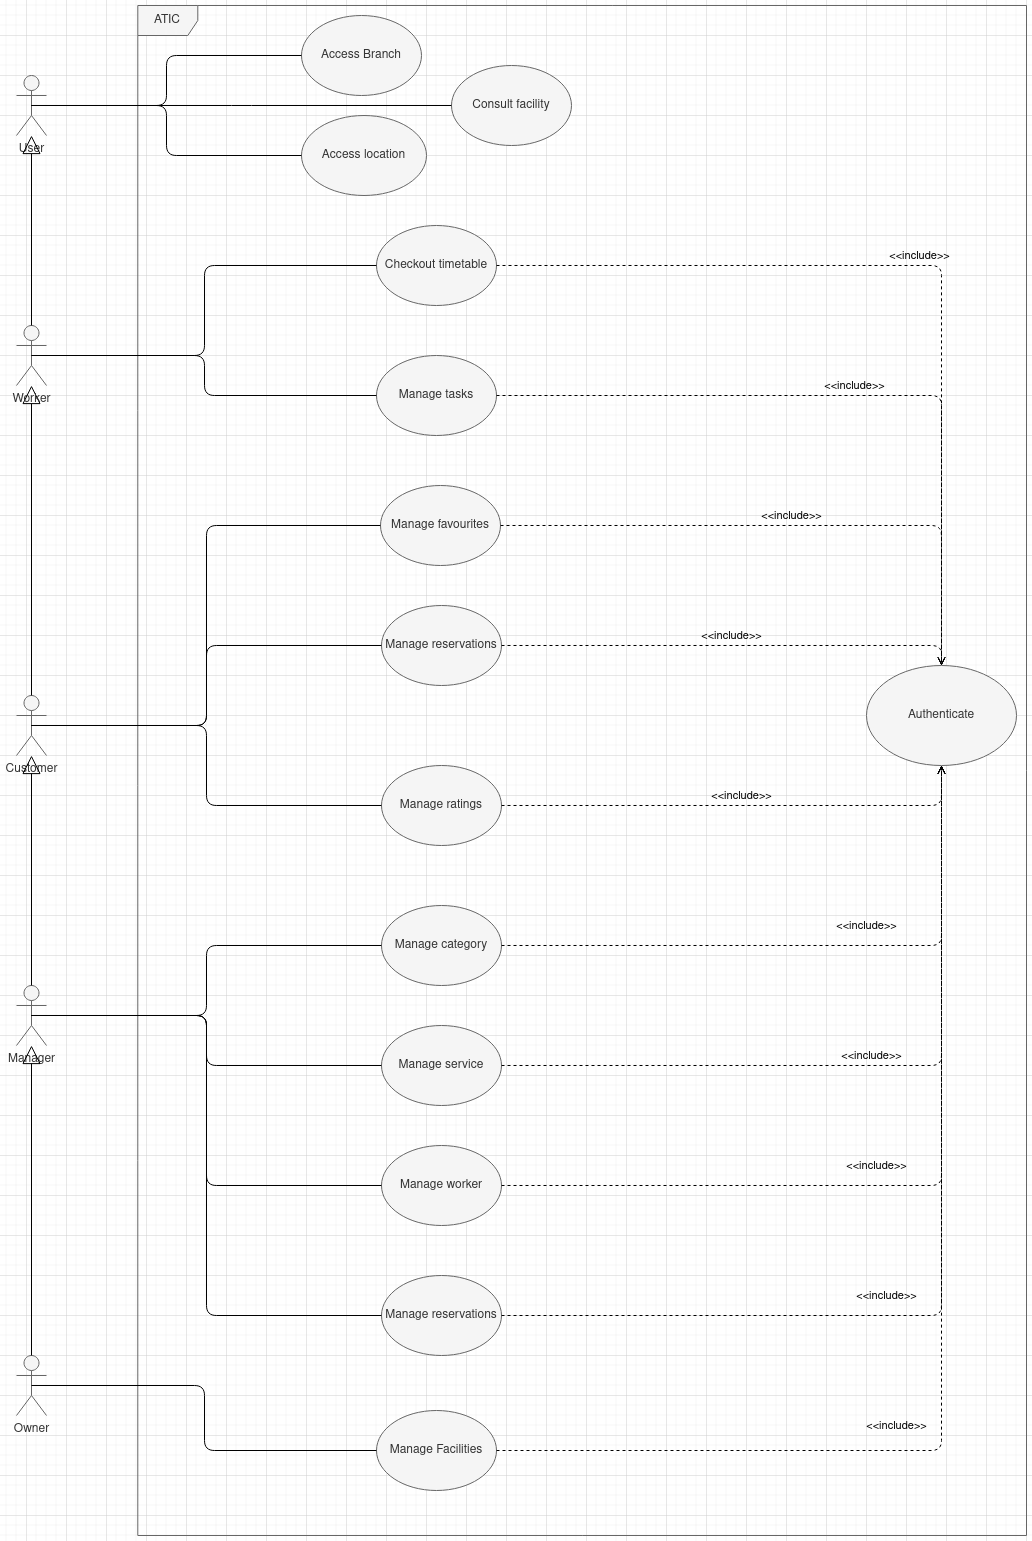 ATIC
Access Branch
Consult facility
User
Access location
<<include>>
Checkout timetable
<<include>>
Manage tasks
Worker
<<include>>
Manage favourites
<<include>>
Manage reservations
Authenticate
Customer
<<include>>
Manage ratings
<<include>>
Manage category
<<include>>
Manager
Manage service
<<include>>
Manage worker
<<include>>
Manage reservations
<<include>>
Owner
Manage Facilities